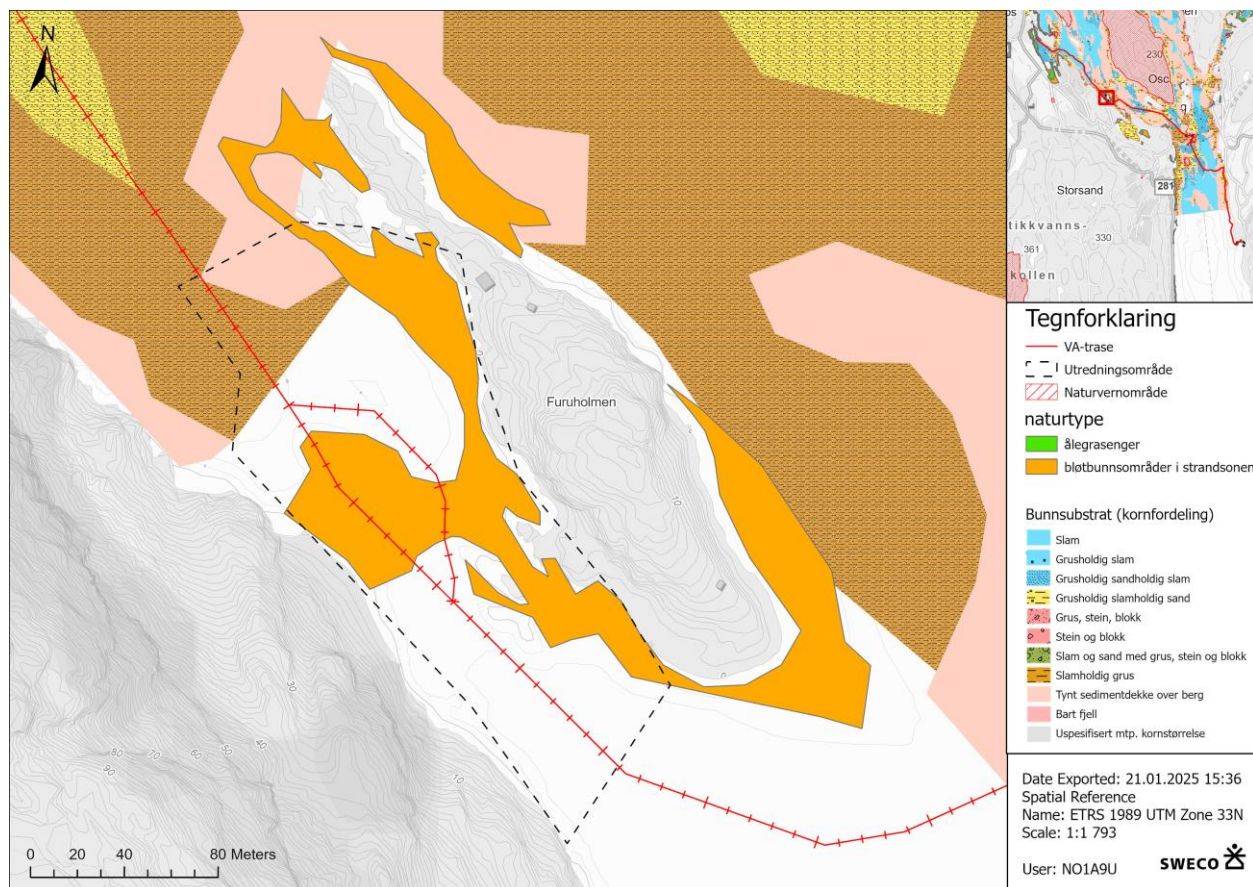 N
Furuholmen
0
10
0
80
70
60
50
40
30
90
10
0 20 40 80 Meters
230
Osc
Storsand
281
tikkvanns-
330
361
kollen
Tegnforklaring
VA-trase
Utredningsområde
Naturvernområde
naturtype
ålegrasenger
bløtbunnsområder i strandsonen
Bunnsubstrat (kornfordeling)
Slam
Grusholdig slam
Grusholdig sandholdig slam
Grusholdig slamholdig sand
Grus, stein, blokk
Stein og blokk
Slam og sand med grus, stein og blokk
Slamholdig grus
Tynt sedimentdekke over berg
Bart fjell
Uspesifisert mtp. kornstørrelse
Date Exported: 21.01.2025 15:36
Spatial Reference
Name: ETRS 1989 UTM Zone 33N
Scale: 1:1 793
User: NO1A9U
SWECO